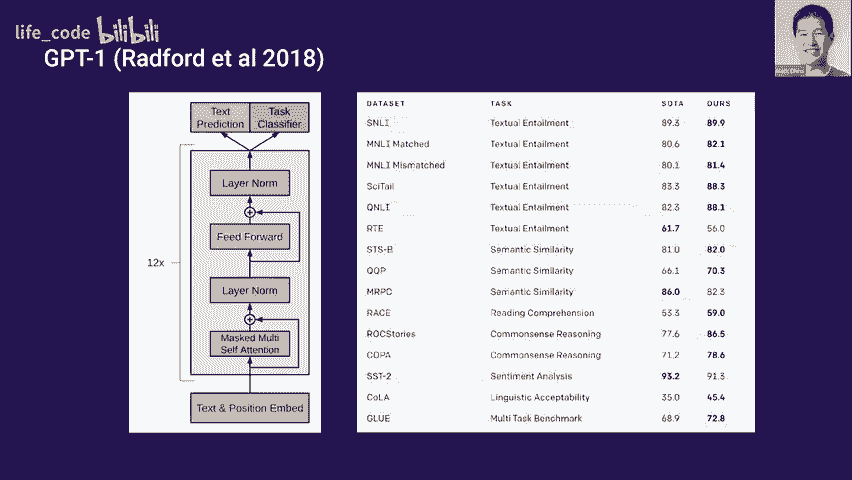 life_code bilibili
GPT-1 (Radford et al 2018)
Text Prediction Task Classifier
Layer Norm
Feed Forward
12x
Layer Norm
Masked Multi Self Attention
Text & Position Embed
DATASET TASK SOTA OURS
SNLI Textual Entailment 89.3 89.9
MNLI Matched Textual Entailment 80.6 82.1
MNLI Mismatched Textual Entailment 80.1 81.4
SciTail Textual Entailment 83.3 88.3
QNLI Textual Entailment 82.3 88.1
RTE Textual Entailment 61.7 56.0
STS-B Semantic Similarity 81.0 82.0
QQP Semantic Similarity 66.1 70.3
MRPC Semantic Similarity 86.0 82.3
RACE Reading Comprehension 53.3 59.0
ROCStories Commonsense Reasoning 77.6 86.5
COPA Commonsense Reasoning 71.2 78.6
SST-2 Sentiment Analysis 93.2 91.3
CoLA Linguistic Acceptability 35.0 45.4
GLUE Multi Task Benchmark 68.9 72.8